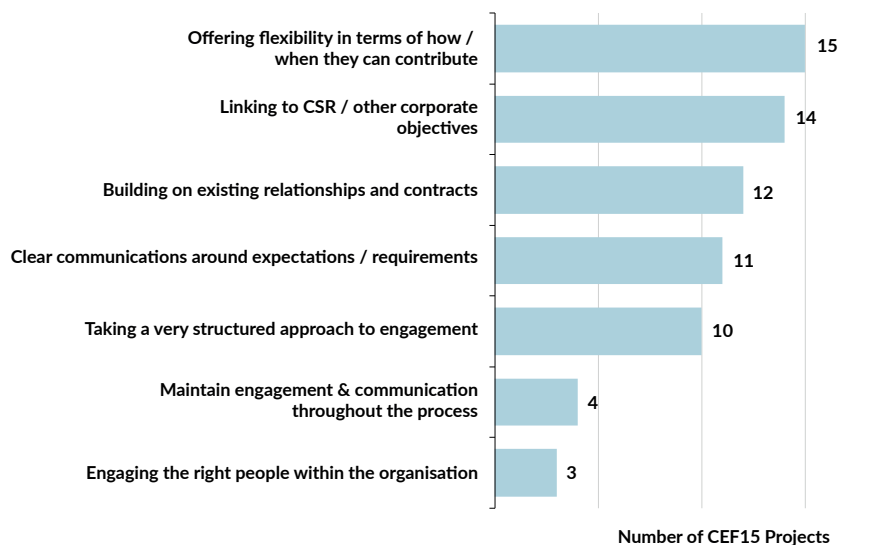 Offering flexibility in terms of how /
when they can contribute
15
Linking to CSR / other corporate
objectives
14
Building on existing relationships and contracts
12
Clear communications around expectations / requirements
11
Taking a very structured approach to engagement
10
Maintain engagement & communication
throughout the process
4
Engaging the right people within the organisation
3
Number of CEF15 Projects